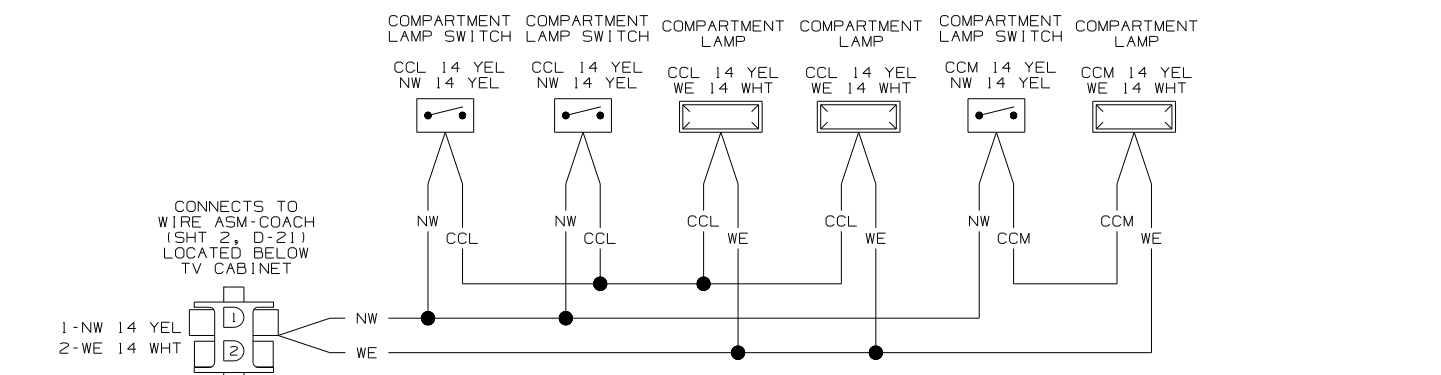 COMPARTMENT
LAMP SWITCH
CCL 14 YEL
NW 14 YEL
COMPARTMENT
LAMP SWITCH
CCL 14 YEL
NW 14 YEL
COMPARTMENT
LAMP
CCL 14 YEL
WE 14 WHT
COMPARTMENT
LAMP
CCL 14 YEL
WE 14 WHT
COMPARTMENT
LAMP SWITCH
CCM 14 YEL
NW 14 YEL
COMPARTMENT
LAMP
CCM 14 YEL
WE 14 WHT
NW
CCL
NW
CCL
CCL
WE
CCL
WE
NW
CCM
CCM
WE
CONNECTS TO
WIRE ASM-COACH
(SHT 2, D-21)
LOCATED BELOW
TV CABINET
1-NW 14 YEL
2-WE 14 WHT
1
2
NW
WE